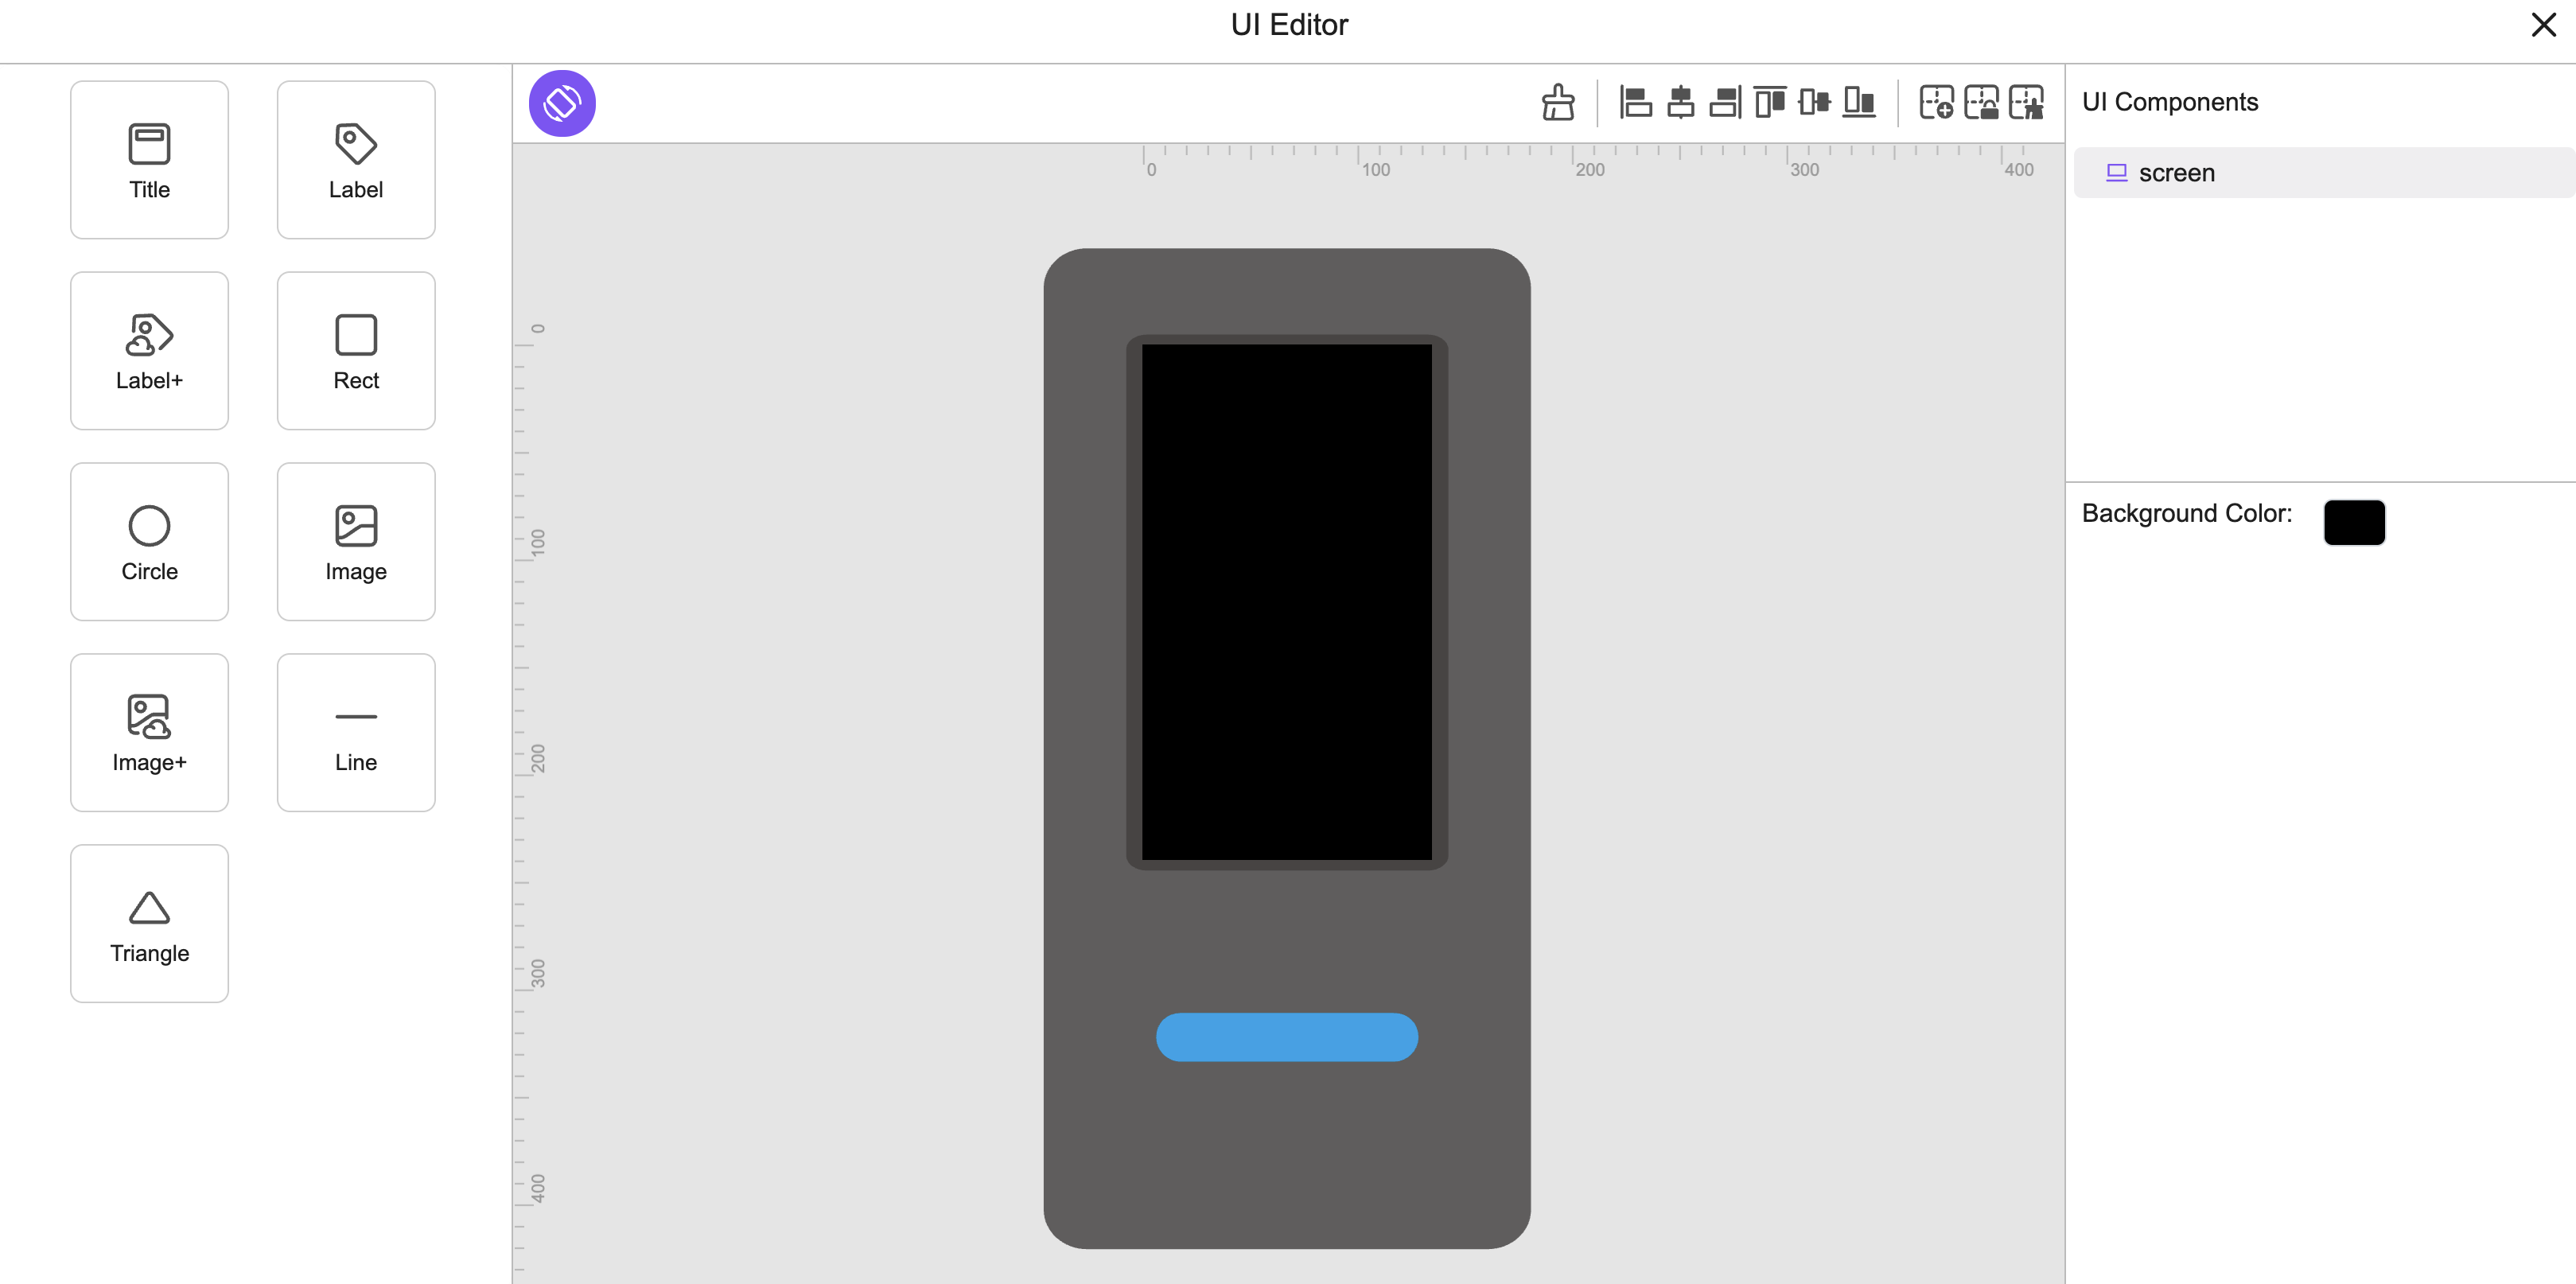 UI Editor
Title
Label
Label+
Rect
Circle
Image
Image+
Line
Triangle
0
100
200
300
400
0
100
200
300
400
UI Components
screen
Background Color: